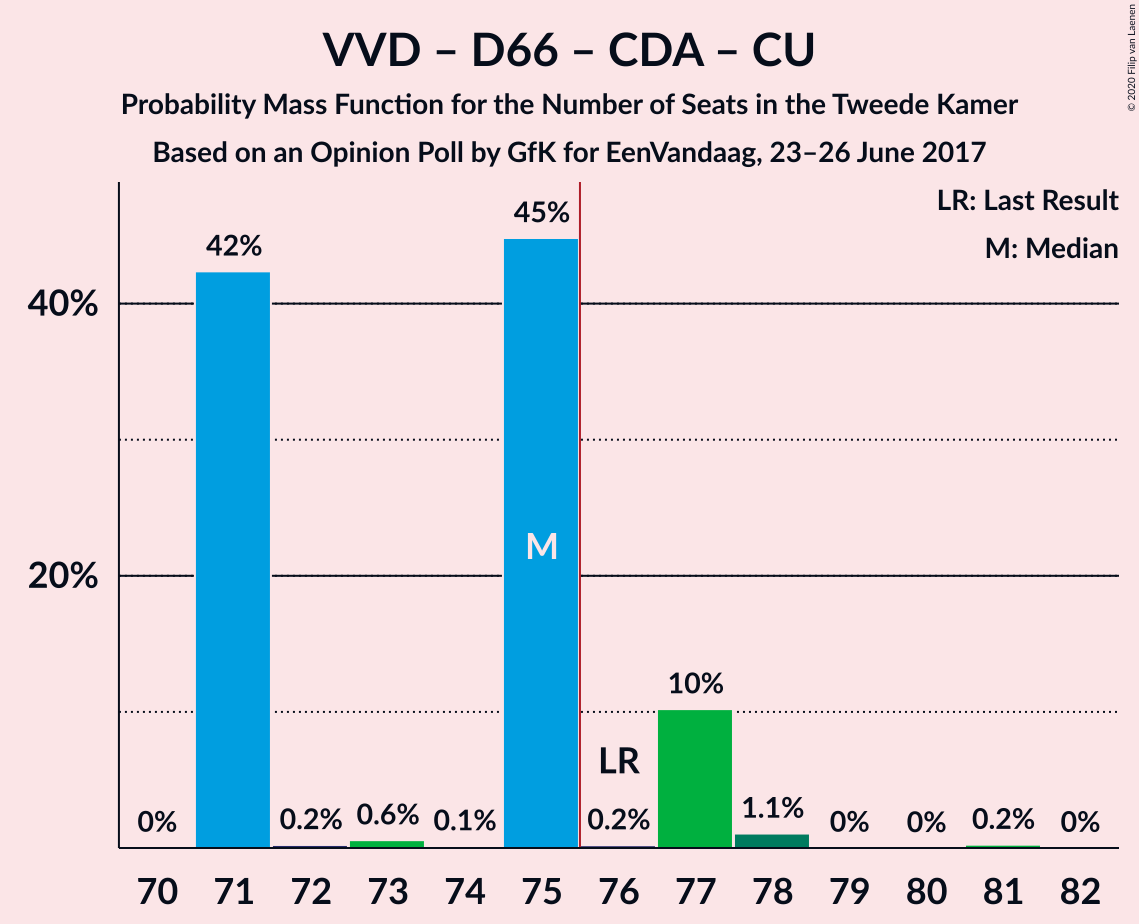 VVD – D66 – CDA – CU
Probability Mass Function for the Number of Seats in the Tweede Kamer
Based on an Opinion Poll by GfK for EenVandaag, 23–26 June 2017
© 2020 Filip van Laenen
LR: Last Result
M: Median
40%
20%
0%
42%
0.2%
0.6%
0.1%
45%
M
0.2%
LR
10%
1.1%
0%
0%
0.2%
0%
70 71 72 73 74 75 76 77 78 79 80 81 82